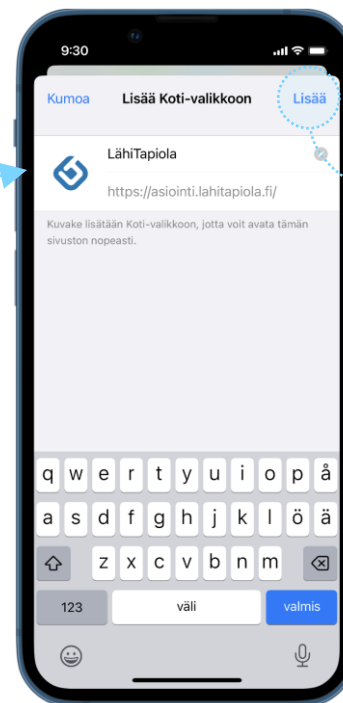 9:30
Kumoa Lisää Koti-valikkoon Lisää
LähiTapiola
https://asiointi.lahitapiola.fi/
Kuvake lisätään Koti-valikkoon, jotta voit avata tämän
sivuston nopeasti.
q w e r t y u i o p å
a s d f g h j k l ö ä
z x c v b n m
123 väli valmis